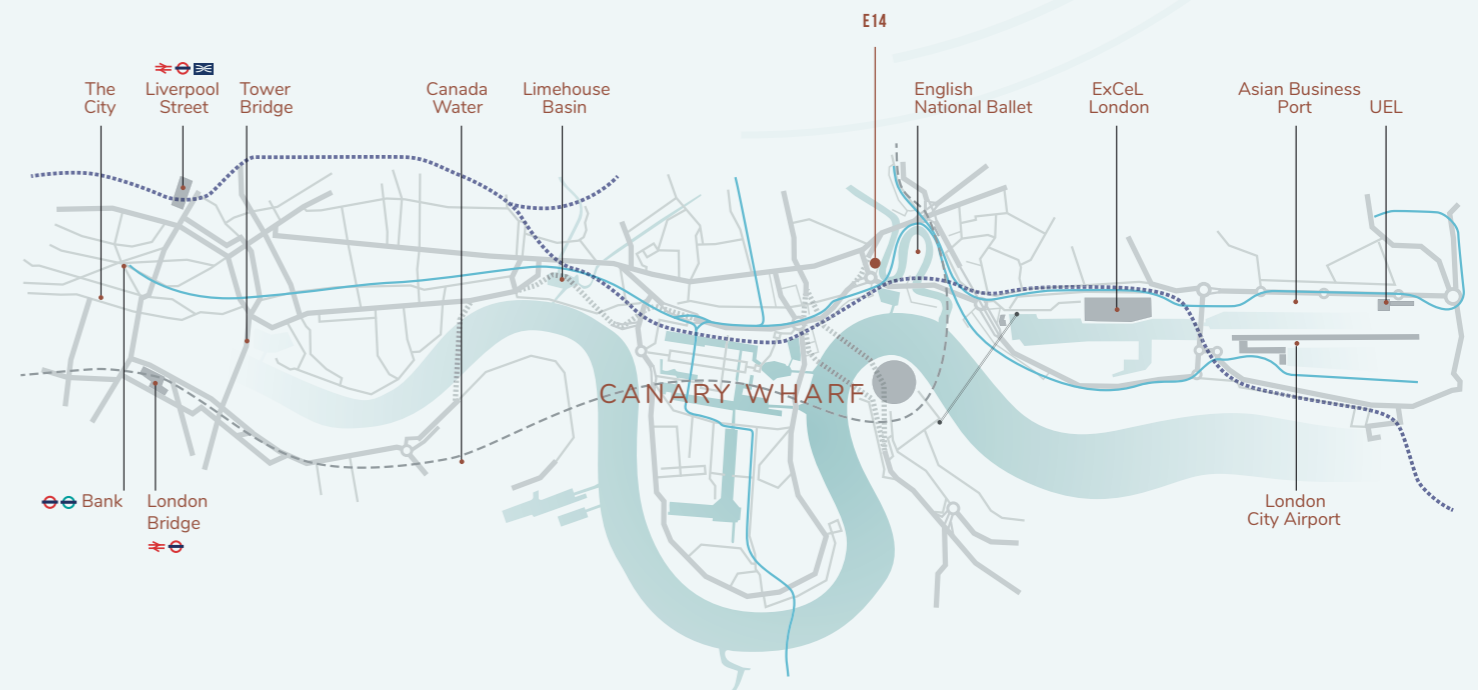 E14
The
City
Liverpool
Street
Tower
Bridge
Canada
Water
Limehouse
Basin
English
National Ballet
ExCeL
London
Asian Business
Port
UEL
CANARY WHARF
Bank
London
Bridge
London
City Airport